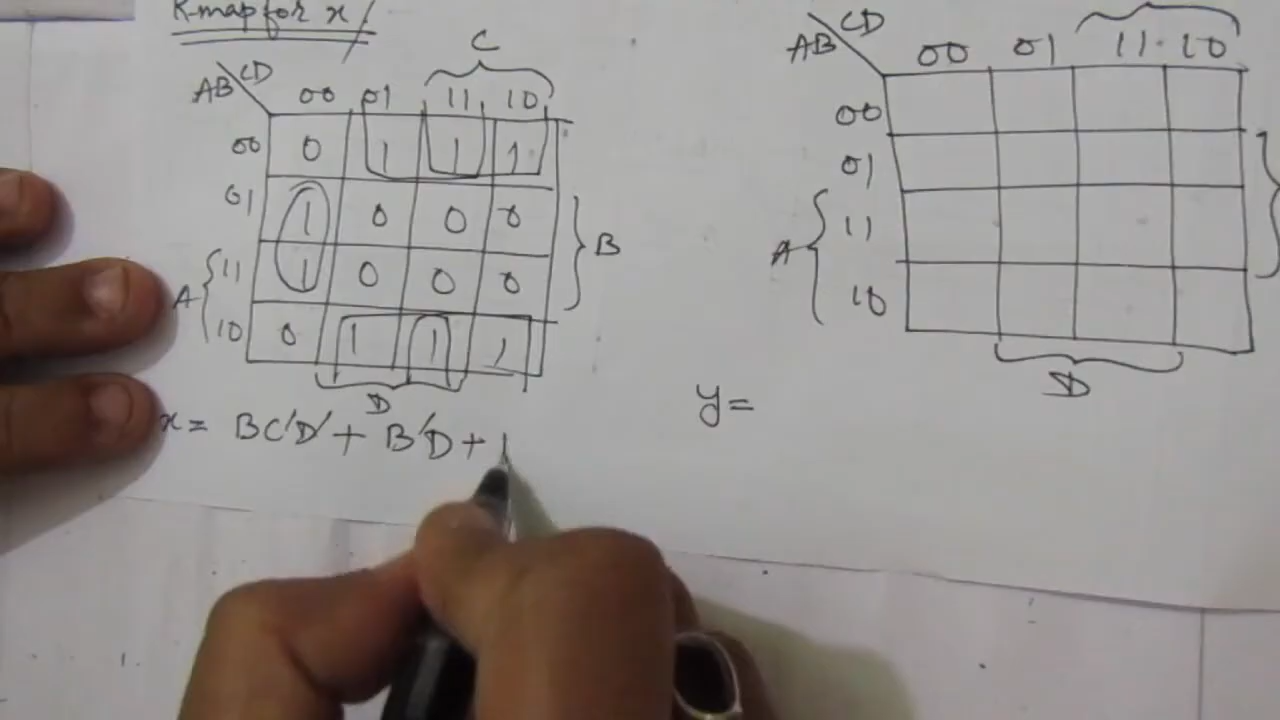 K-map for x
C
AB CD 00 01 11 10
00 0 1 1 1
01 1 0 0 0
B
A 11 1 0 0 0
10 0 1 1 1
D
x = BC'D' + B'D +
AB CD 00 01 11 10
00
01
A 11
10
D
y =